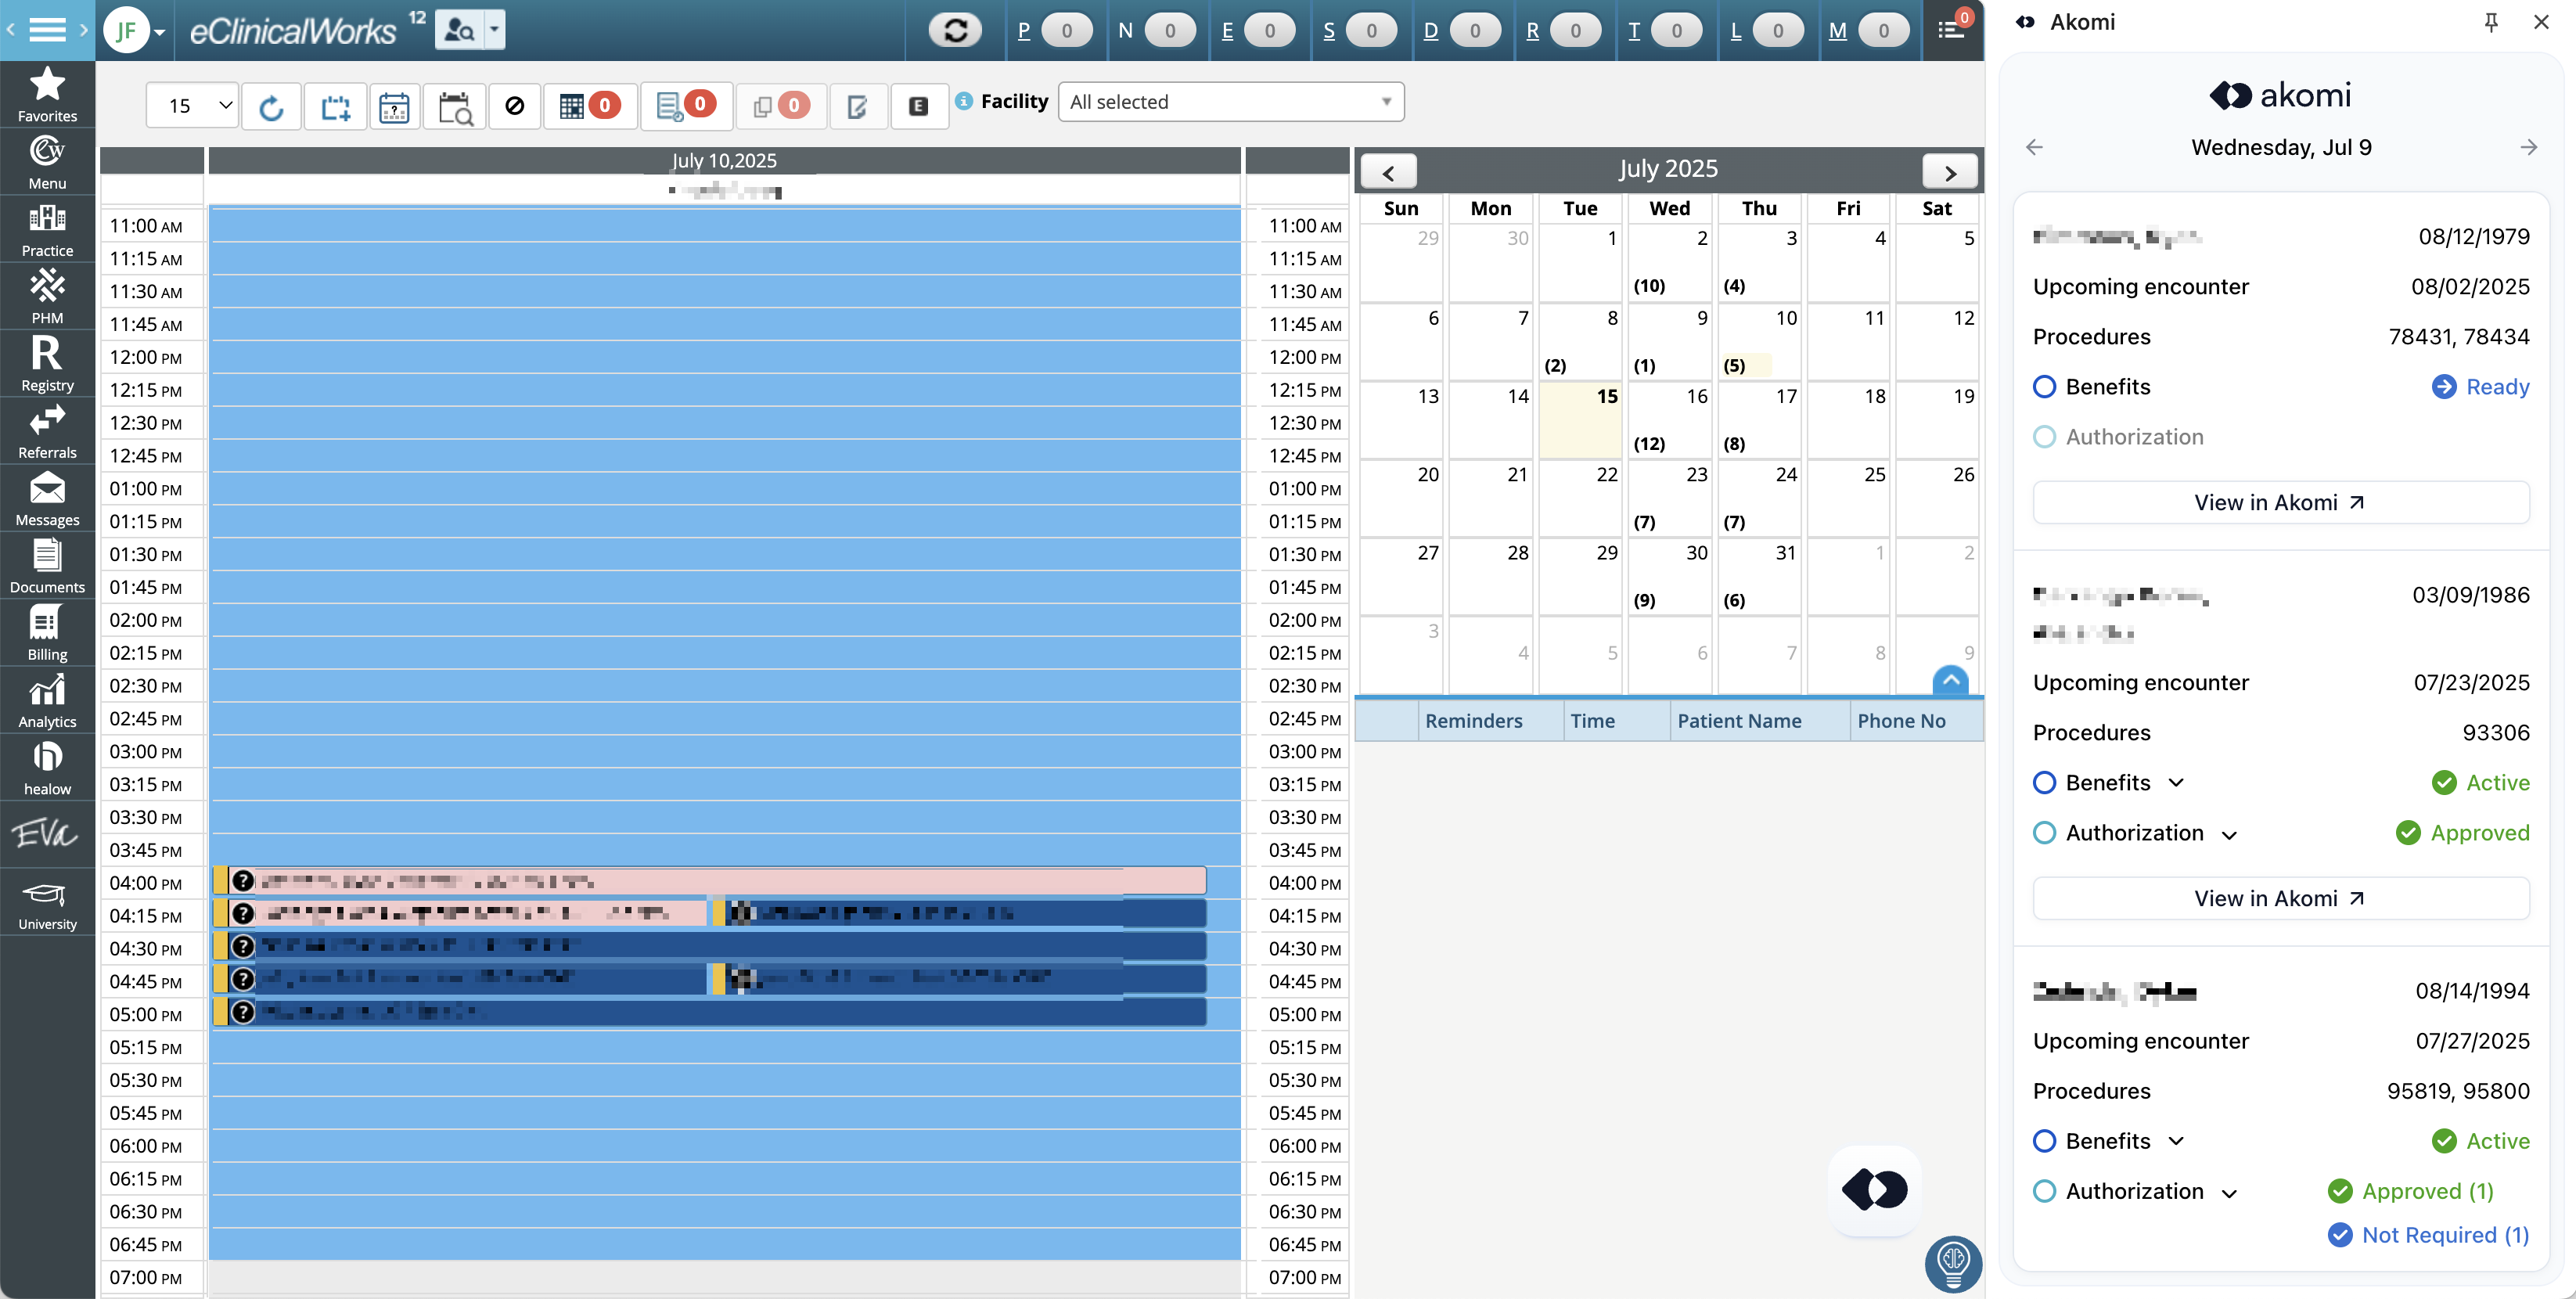 JF eClinicalWorks 12 P 0 N 0 E 0 S 0 D 0 R 0 T 0 L 0 M 0 0
Favorites
Menu
Practice
PHM
R
Registry
Referrals
Messages
Documents
Billing
Analytics
healow
EVa
University
15 ? 0 0 0 E i Facility All selected
July 10,2025
11:00 AM 11:00 AM
11:15 AM 11:15 AM
11:30 AM 11:30 AM
11:45 AM 11:45 AM
12:00 PM 12:00 PM
12:15 PM 12:15 PM
12:30 PM 12:30 PM
12:45 PM 12:45 PM
01:00 PM 01:00 PM
01:15 PM 01:15 PM
01:30 PM 01:30 PM
01:45 PM 01:45 PM
02:00 PM 02:00 PM
02:15 PM 02:15 PM
02:30 PM 02:30 PM
02:45 PM 02:45 PM
03:00 PM 03:00 PM
03:15 PM 03:15 PM
03:30 PM 03:30 PM
03:45 PM 03:45 PM
04:00 PM ? 04:00 PM
04:15 PM ? 04:15 PM
04:30 PM ? 04:30 PM
04:45 PM ? 04:45 PM
05:00 PM ? 05:00 PM
05:15 PM 05:15 PM
05:30 PM 05:30 PM
05:45 PM 05:45 PM
06:00 PM 06:00 PM
06:15 PM 06:15 PM
06:30 PM 06:30 PM
06:45 PM 06:45 PM
07:00 PM 07:00 PM
July 2025
Sun Mon Tue Wed Thu Fri Sat
29 30 1 2 3 4 5
(10) (4)
6 7 8 9 10 11 12
(2) (1) (5)
13 14 15 16 17 18 19
(12) (8)
20 21 22 23 24 25 26
(7) (7)
27 28 29 30 31 1 2
(9) (6)
3 4 5 6 7 8 9
Reminders Time Patient Name Phone No
Akomi
akomi
Wednesday, Jul 9
08/12/1979
Upcoming encounter 08/02/2025
Procedures 78431, 78434
Benefits Ready
Authorization
View in Akomi
03/09/1986
Upcoming encounter 07/23/2025
Procedures 93306
Benefits Active
Authorization Approved
View in Akomi
08/14/1994
Upcoming encounter 07/27/2025
Procedures 95819, 95800
Benefits Active
Authorization Approved (1)
Not Required (1)